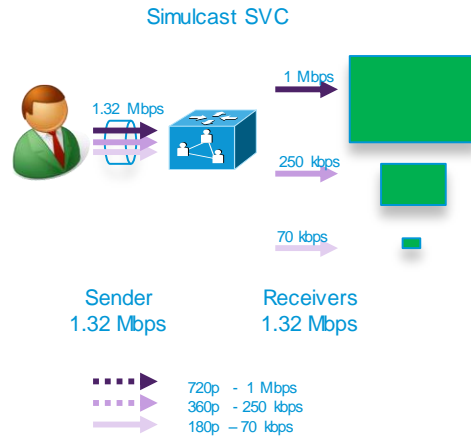 Simulcast SVC
1.32 Mbps
1 Mbps
250 kbps
70 kbps
Sender
1.32 Mbps
Receivers
1.32 Mbps
720p - 1 Mbps
360p - 250 kbps
180p – 70 kbps